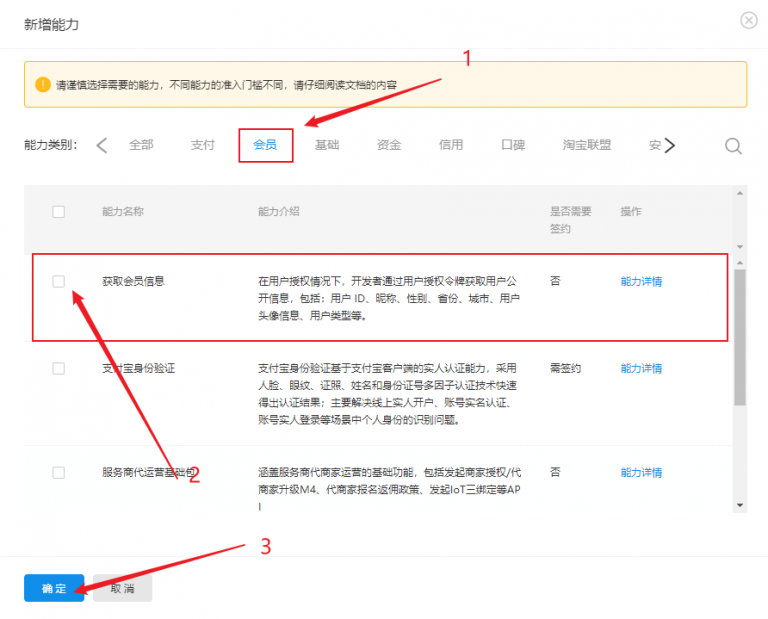 新增能力
1
! 请谨慎选择需要的能力，不同能力的准入门槛不同，请仔细阅读文档的内容
能力类别： 全部 支付 会员 基础 资金 信用 口碑 淘宝联盟 安
能力名称 能力介绍 是否需要签约 操作
获取会员信息 在用户授权情况下，开发者通过用户授权令牌获取用户公 否 能力详情
开信息，包括：用户 ID、昵称、性别、省份、城市、用户
头像信息、用户类型等。
支付宝身份验证 支付宝身份验证基于支付宝客户端的实人认证能力，采用 需签约 能力详情
人脸、眼纹、证照、姓名和身份证号多因子认证技术快速
得出认证结果；主要解决线上实人开户、账号实名认证、
账号实人登录等场景中个人身份的识别问题。
服务商代运营基础包 涵盖服务商代商家运营的基础功能，包括发起商家授权/代 否 能力详情
2
商家升级M4、代商家报名返佣政策、发起IoT三绑定等AP
I
3
确 定 取 消